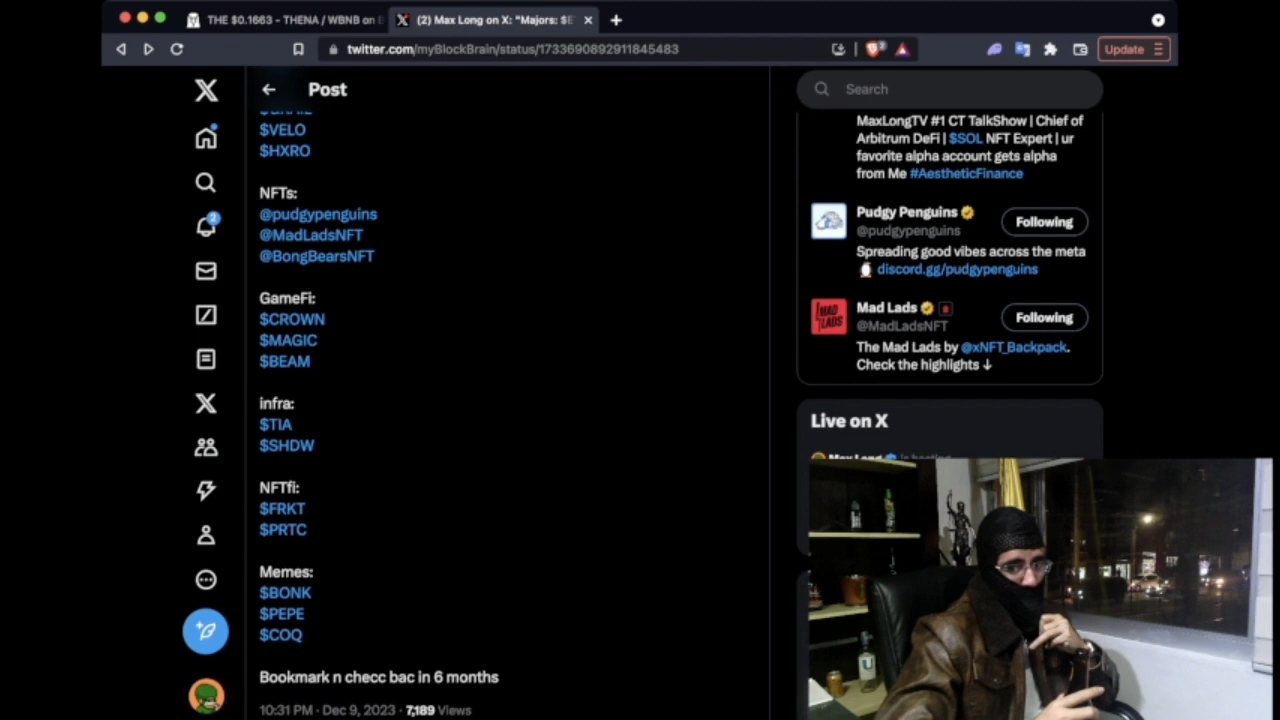 THE $0.1663 - THENA / WBNB on
(2) Max Long on X: "Majors: $E
twitter.com/myBlockBrain/status/1733690892911845483
Update
Post
$VELO
$HXRO
NFTs:
@pudgypenguins
@MadLadsNFT
@BongBearsNFT
GameFi:
$CROWN
$MAGIC
$BEAM
infra:
$TIA
$SHDW
NFTfi:
$FRKT
$PRTC
Memes:
$BONK
$PEPE
$COQ
Bookmark n checc bac in 6 months
10:31 PM · Dec 9, 2023 · 7,189 Views
2
Search
MaxLongTV #1 CT TalkShow | Chief of
Arbitrum DeFi | $SOL NFT Expert | ur
favorite alpha account gets alpha
from Me #AestheticFinance
Pudgy Penguins
@pudgypenguins
Following
Spreading good vibes across the meta
discord.gg/pudgypenguins
MAD LADS
Mad Lads
@MadLadsNFT
Following
The Mad Lads by @xNFT_Backpack.
Check the highlights ↓
Live on X